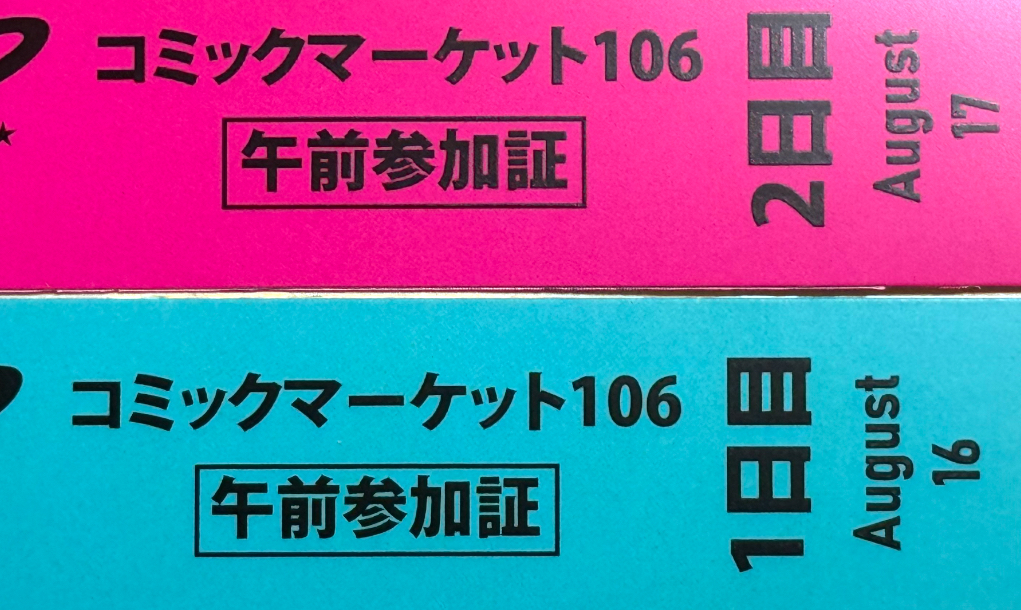 コミックマーケット106
午前参加証
2日目
August
17
コミックマーケット106
午前参加証
1日目
August
16